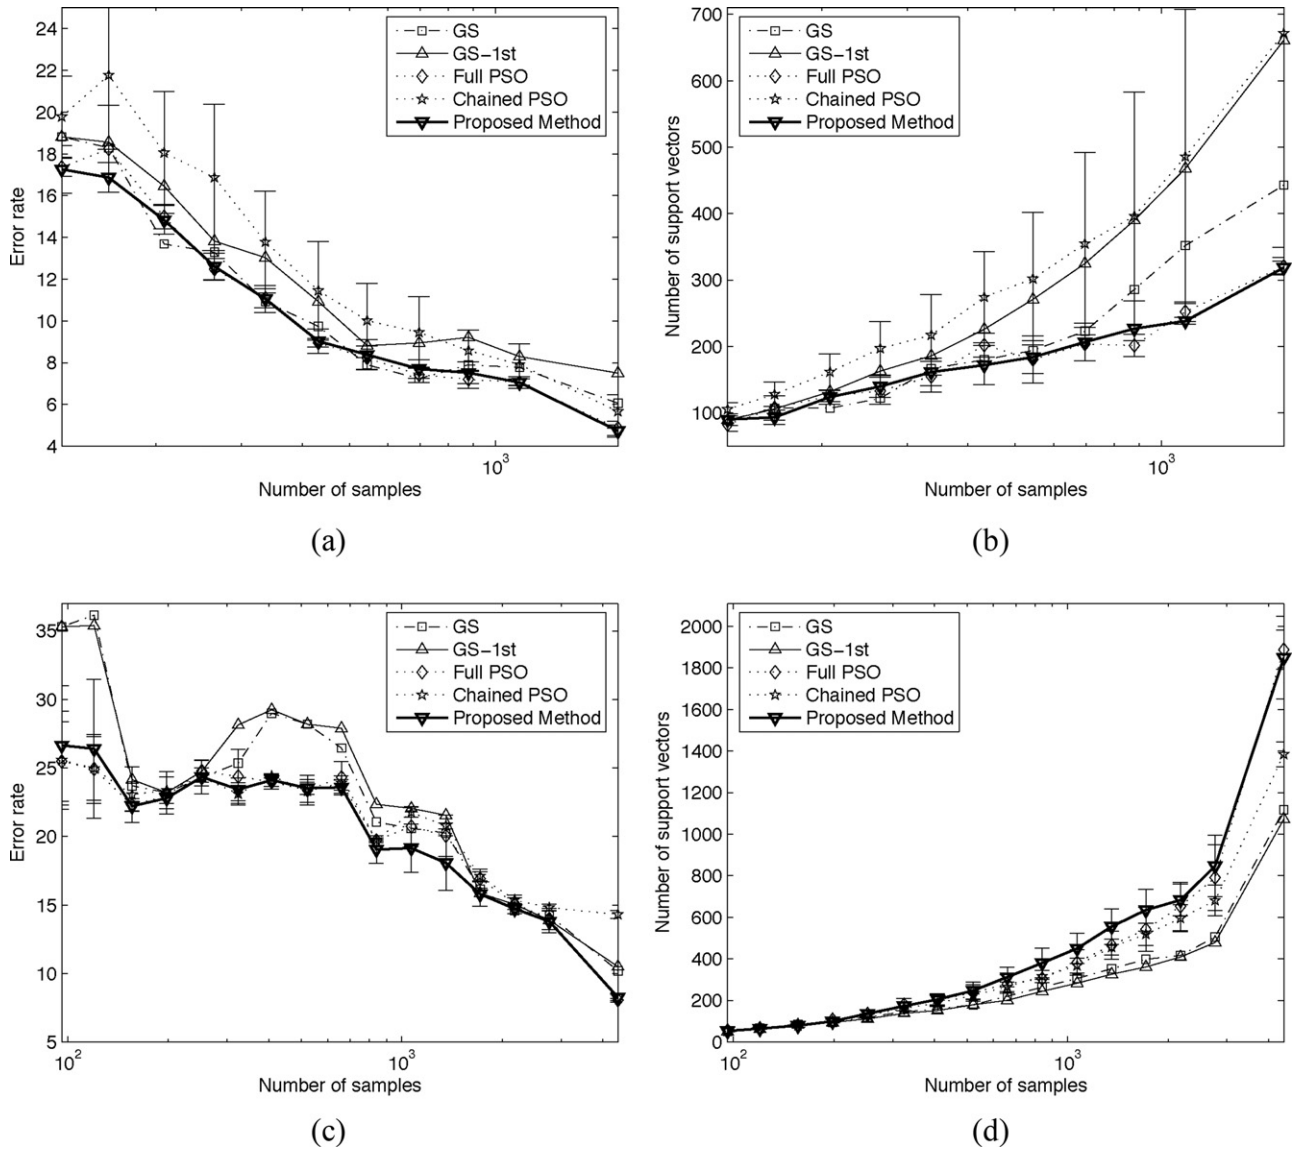 24
22
20
18
16
14
12
10
8
6
4
Error rate
GS
GS−1st
Full PSO
Chained PSO
Proposed Method
10^3
Number of samples
(a)
700
600
500
400
300
200
100
Number of support vectors
GS
GS−1st
Full PSO
Chained PSO
Proposed Method
10^3
Number of samples
(b)
35
30
25
20
15
10
5
Error rate
GS
GS−1st
Full PSO
Chained PSO
Proposed Method
10^2
10^3
Number of samples
(c)
2000
1800
1600
1400
1200
1000
800
600
400
200
0
Number of support vectors
GS
GS−1st
Full PSO
Chained PSO
Proposed Method
10^2
10^3
Number of samples
(d)